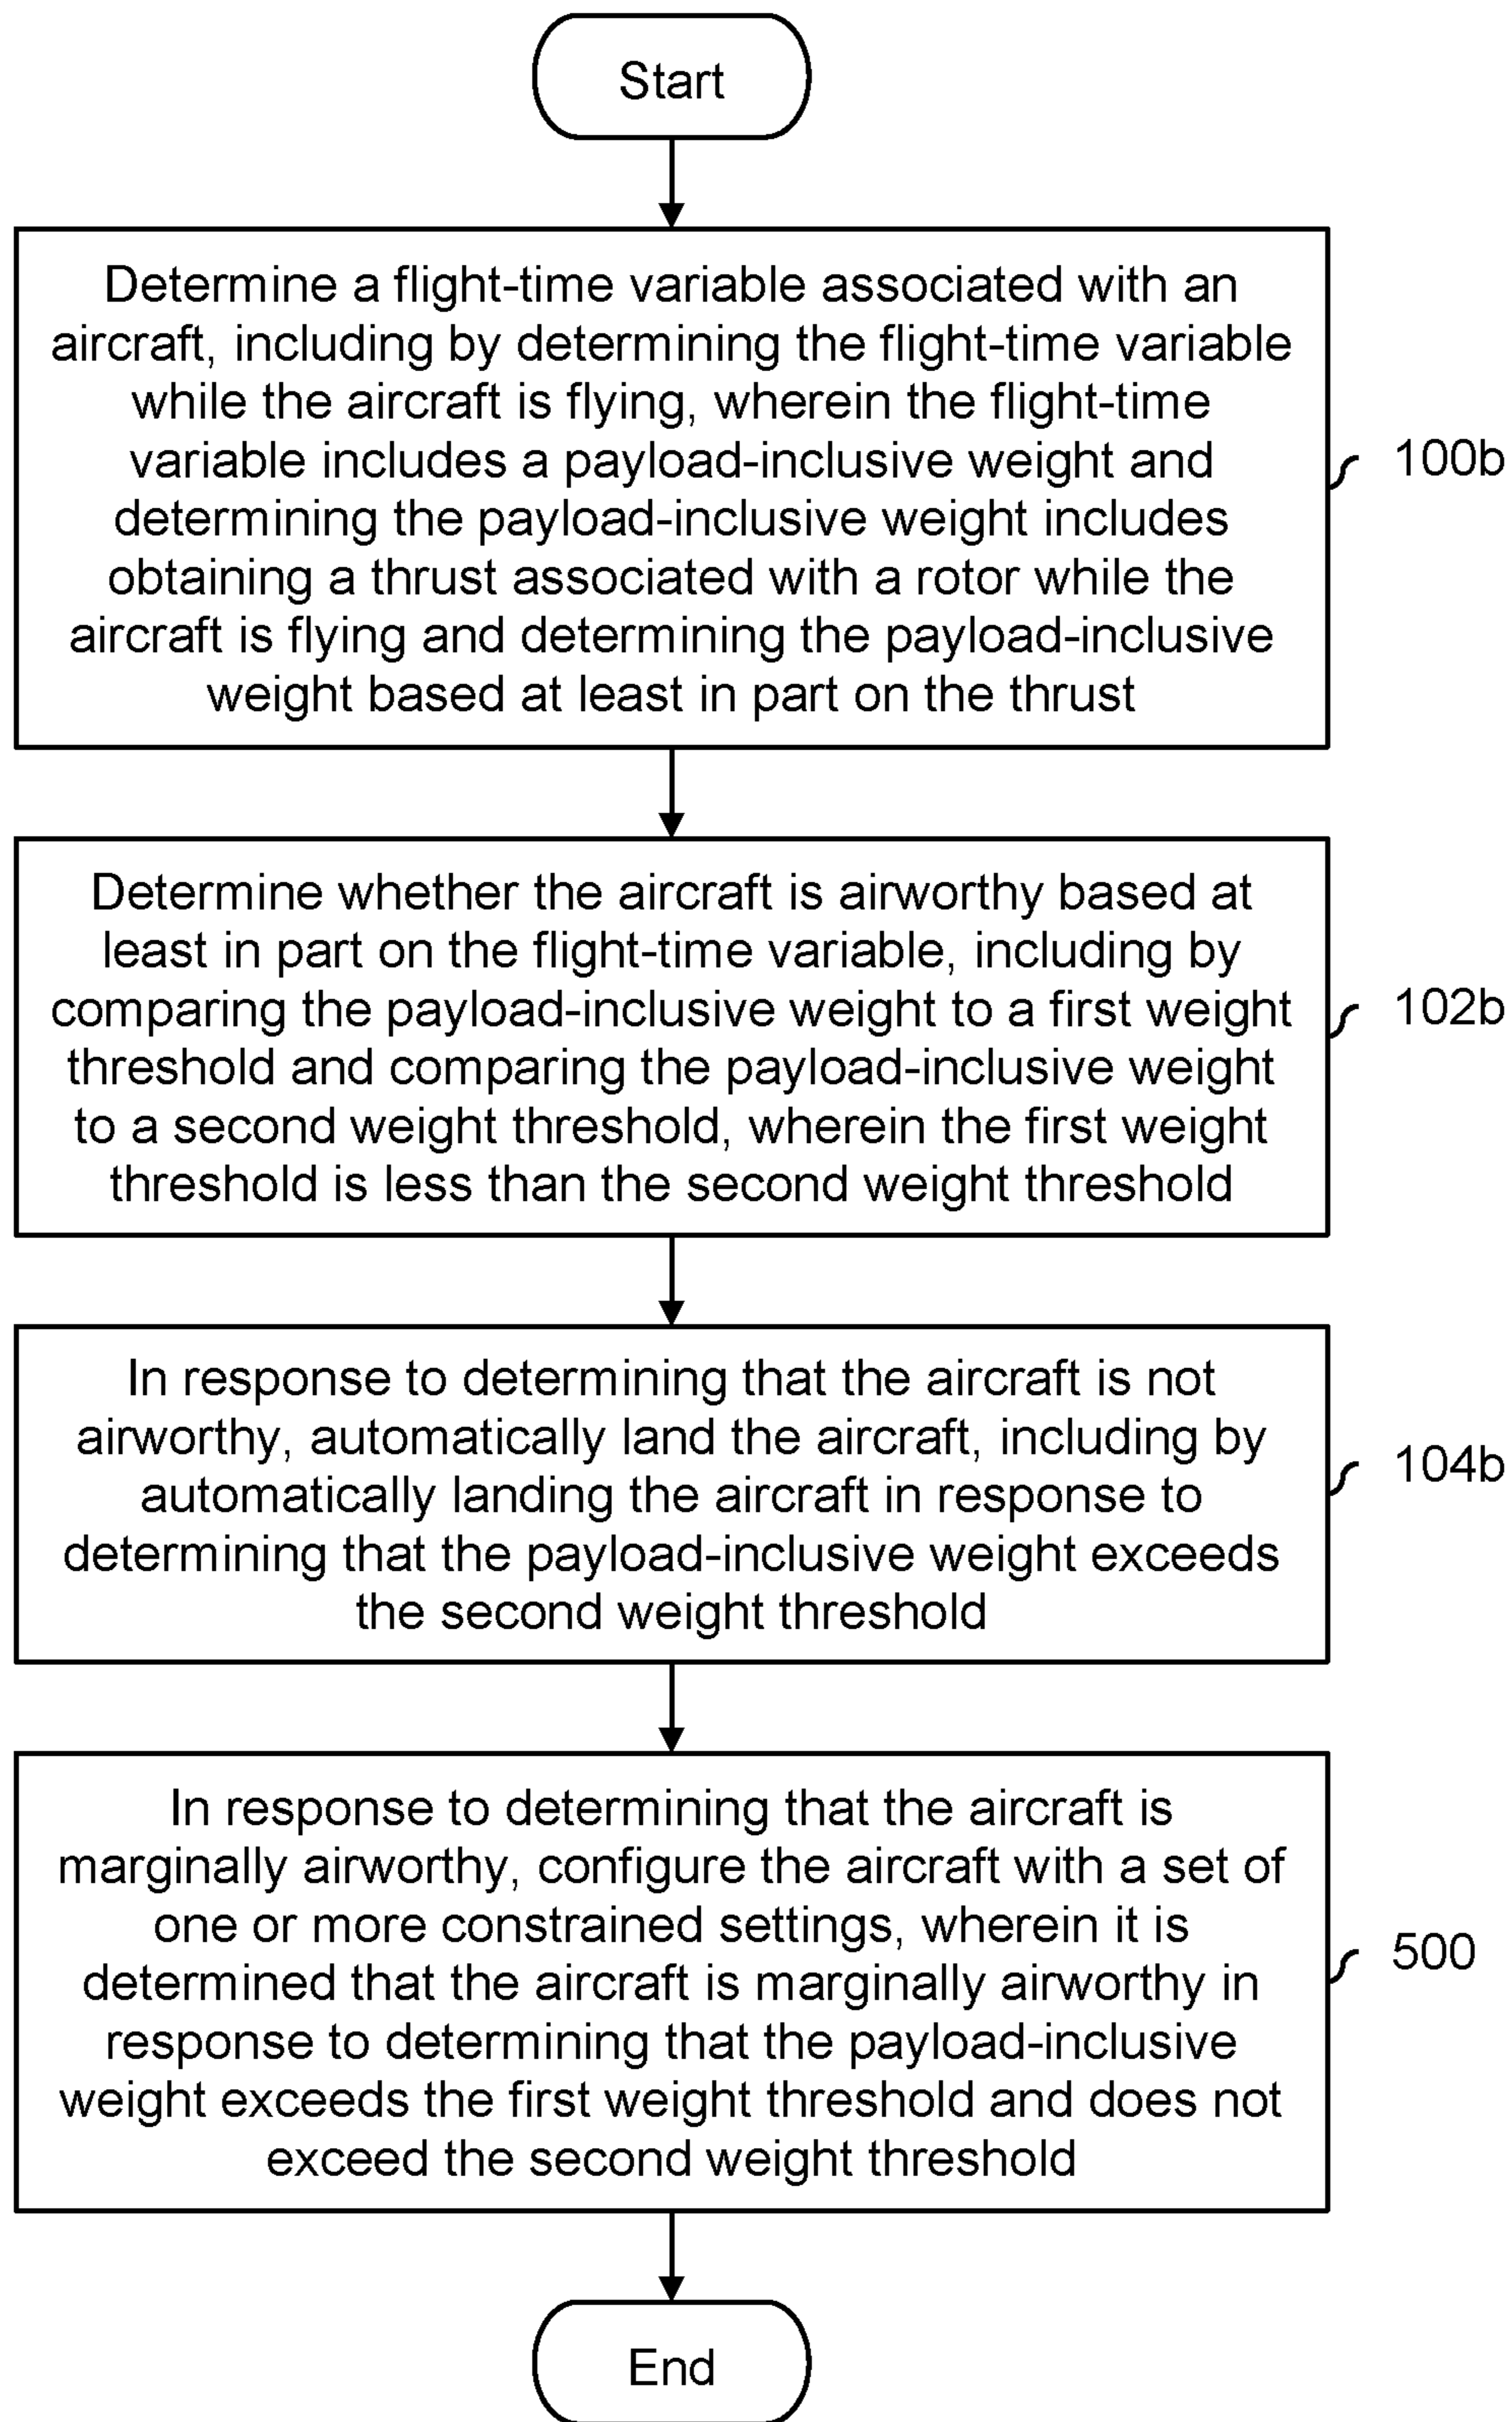 Start
Determine a flight-time variable associated with an
aircraft, including by determining the flight-time variable
while the aircraft is flying, wherein the flight-time
variable includes a payload-inclusive weight and
determining the payload-inclusive weight includes
obtaining a thrust associated with a rotor while the
aircraft is flying and determining the payload-inclusive
weight based at least in part on the thrust
100b
Determine whether the aircraft is airworthy based at
least in part on the flight-time variable, including by
comparing the payload-inclusive weight to a first weight
threshold and comparing the payload-inclusive weight
to a second weight threshold, wherein the first weight
threshold is less than the second weight threshold
102b
In response to determining that the aircraft is not
airworthy, automatically land the aircraft, including by
automatically landing the aircraft in response to
determining that the payload-inclusive weight exceeds
the second weight threshold
104b
In response to determining that the aircraft is
marginally airworthy, configure the aircraft with a set of
one or more constrained settings, wherein it is
determined that the aircraft is marginally airworthy in
response to determining that the payload-inclusive
weight exceeds the first weight threshold and does not
exceed the second weight threshold
500
End